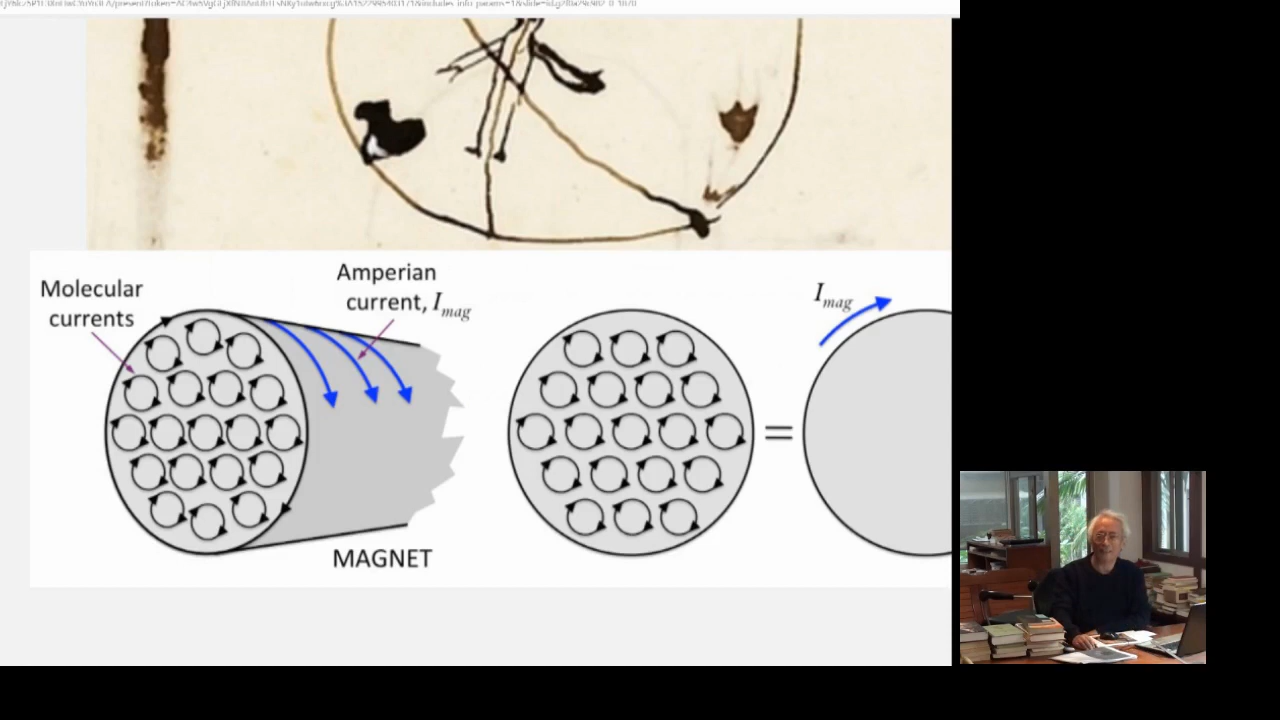 Molecular
currents
Amperian
current, I_mag
MAGNET
=
I_mag